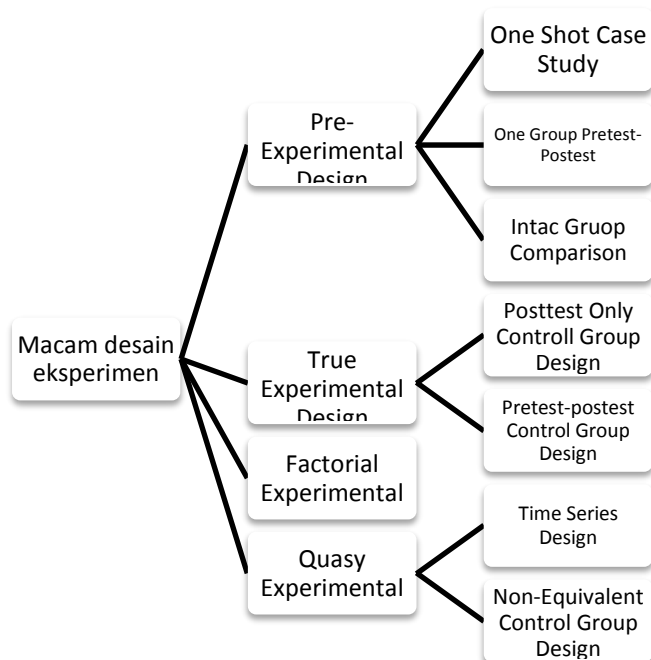 One Shot Case
Study
Pre-
Experimental
Design
One Group Pretest-
Postest
Intac Gruop
Comparison
Macam desain
eksperimen
True
Experimental
Design
Posttest Only
Controll Group
Design
Pretest-postest
Control Group
Design
Factorial
Experimental
Quasy
Experimental
Time Series
Design
Non-Equivalent
Control Group
Design